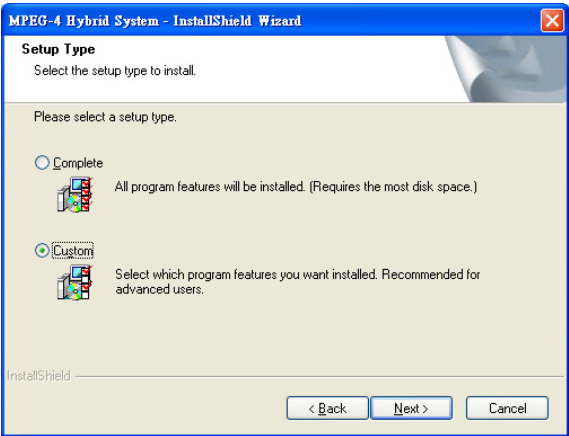 MPEG-4 Hybrid System - InstallShield Wizard
Setup Type
Select the setup type to install.
Please select a setup type.
Complete
All program features will be installed. (Requires the most disk space.)
Custom
Select which program features you want installed. Recommended for
advanced users.
InstallShield
< Back Next > Cancel